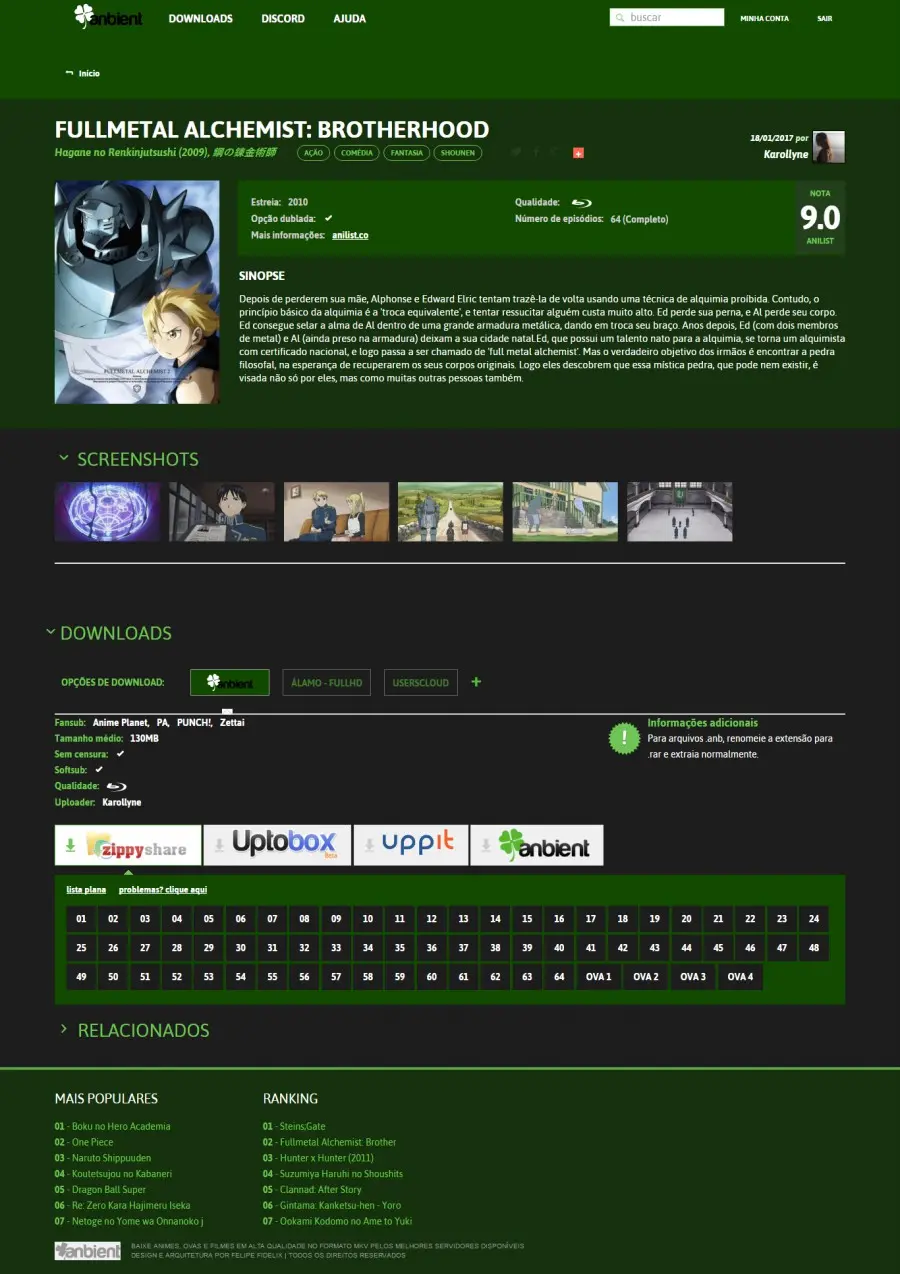 anbient DOWNLOADS DISCORD AJUDA buscar MINHA CONTA SAIR
Início
FULLMETAL ALCHEMIST: BROTHERHOOD
Hagane no Renkinjutsushi (2009), 鋼の錬金術師 AÇÃO COMÉDIA FANTASIA SHOUNEN
18/01/2017 por
Karollyne
Estreia: 2010
Opção dublada:
Mais informações: anilist.co
Qualidade:
Número de episódios: 64 (Completo)
NOTA
9.0
ANILIST
SINOPSE
Depois de perderem sua mãe, Alphonse e Edward Elric tentam trazê-la de volta usando uma técnica de alquimia proíbida. Contudo, o
princípio básico da alquimia é a 'troca equivalente', e tentar ressucitar alguém custa muito alto. Ed perde sua perna, e Al perde seu corpo.
Ed consegue selar a alma de Al dentro de uma grande armadura metálica, dando em troca seu braço. Anos depois, Ed (com dois membros
de metal) e Al (ainda preso na armadura) deixam a sua cidade natal.Ed, que possui um talento nato para a alquimia, se torna um alquimista
com certificado nacional, e logo passa a ser chamado de 'full metal alchemist'. Mas o verdadeiro objetivo dos irmãos é encontrar a pedra
filosofal, na esperança de recuperarem os seus corpos originais. Logo eles descobrem que essa mística pedra, que pode nem existir, é
visada não só por eles, mas como muitas outras pessoas também.
FULLMETAL ALCHEMIST
SCREENSHOTS
DOWNLOADS
OPÇÕES DE DOWNLOAD: anbient ÁLAMO - FULLHD USERSCLOUD +
Fansub: Anime Planet, PA, PUNCH!, Zettai
Tamanho médio: 130MB
Sem censura:
Softsub:
Qualidade:
Uploader: Karollyne
Informações adicionais
Para arquivos .anb, renomeie a extensão para
.rar e extraia normalmente.
zippyshare Uptobox Beta uppit anbient
lista plana problemas? clique aqui
01 02 03 04 05 06 07 08 09 10 11 12 13 14 15 16 17 18 19 20 21 22 23 24
25 26 27 28 29 30 31 32 33 34 35 36 37 38 39 40 41 42 43 44 45 46 47 48
49 50 51 52 53 54 55 56 57 58 59 60 61 62 63 64 OVA 1 OVA 2 OVA 3 OVA 4
RELACIONADOS
MAIS POPULARES
01 - Boku no Hero Academia
02 - One Piece
03 - Naruto Shippuuden
04 - Koutetsujou no Kabaneri
05 - Dragon Ball Super
06 - Re: Zero Kara Hajimeru Iseka
07 - Netoge no Yome wa Onnanoko j
RANKING
01 - Steins;Gate
02 - Fullmetal Alchemist: Brother
03 - Hunter x Hunter (2011)
04 - Suzumiya Haruhi no Shoushits
05 - Clannad: After Story
06 - Gintama: Kanketsu-hen - Yoro
07 - Ookami Kodomo no Ame to Yuki
anbient
BAIXE ANIMES, OVAS E FILMES EM ALTA QUALIDADE NO FORMATO MKV PELOS MELHORES SERVIDORES DISPONÍVEIS
DESIGN E ARQUITETURA POR FELIPE FIDELIX | TODOS OS DIREITOS RESERVADOS